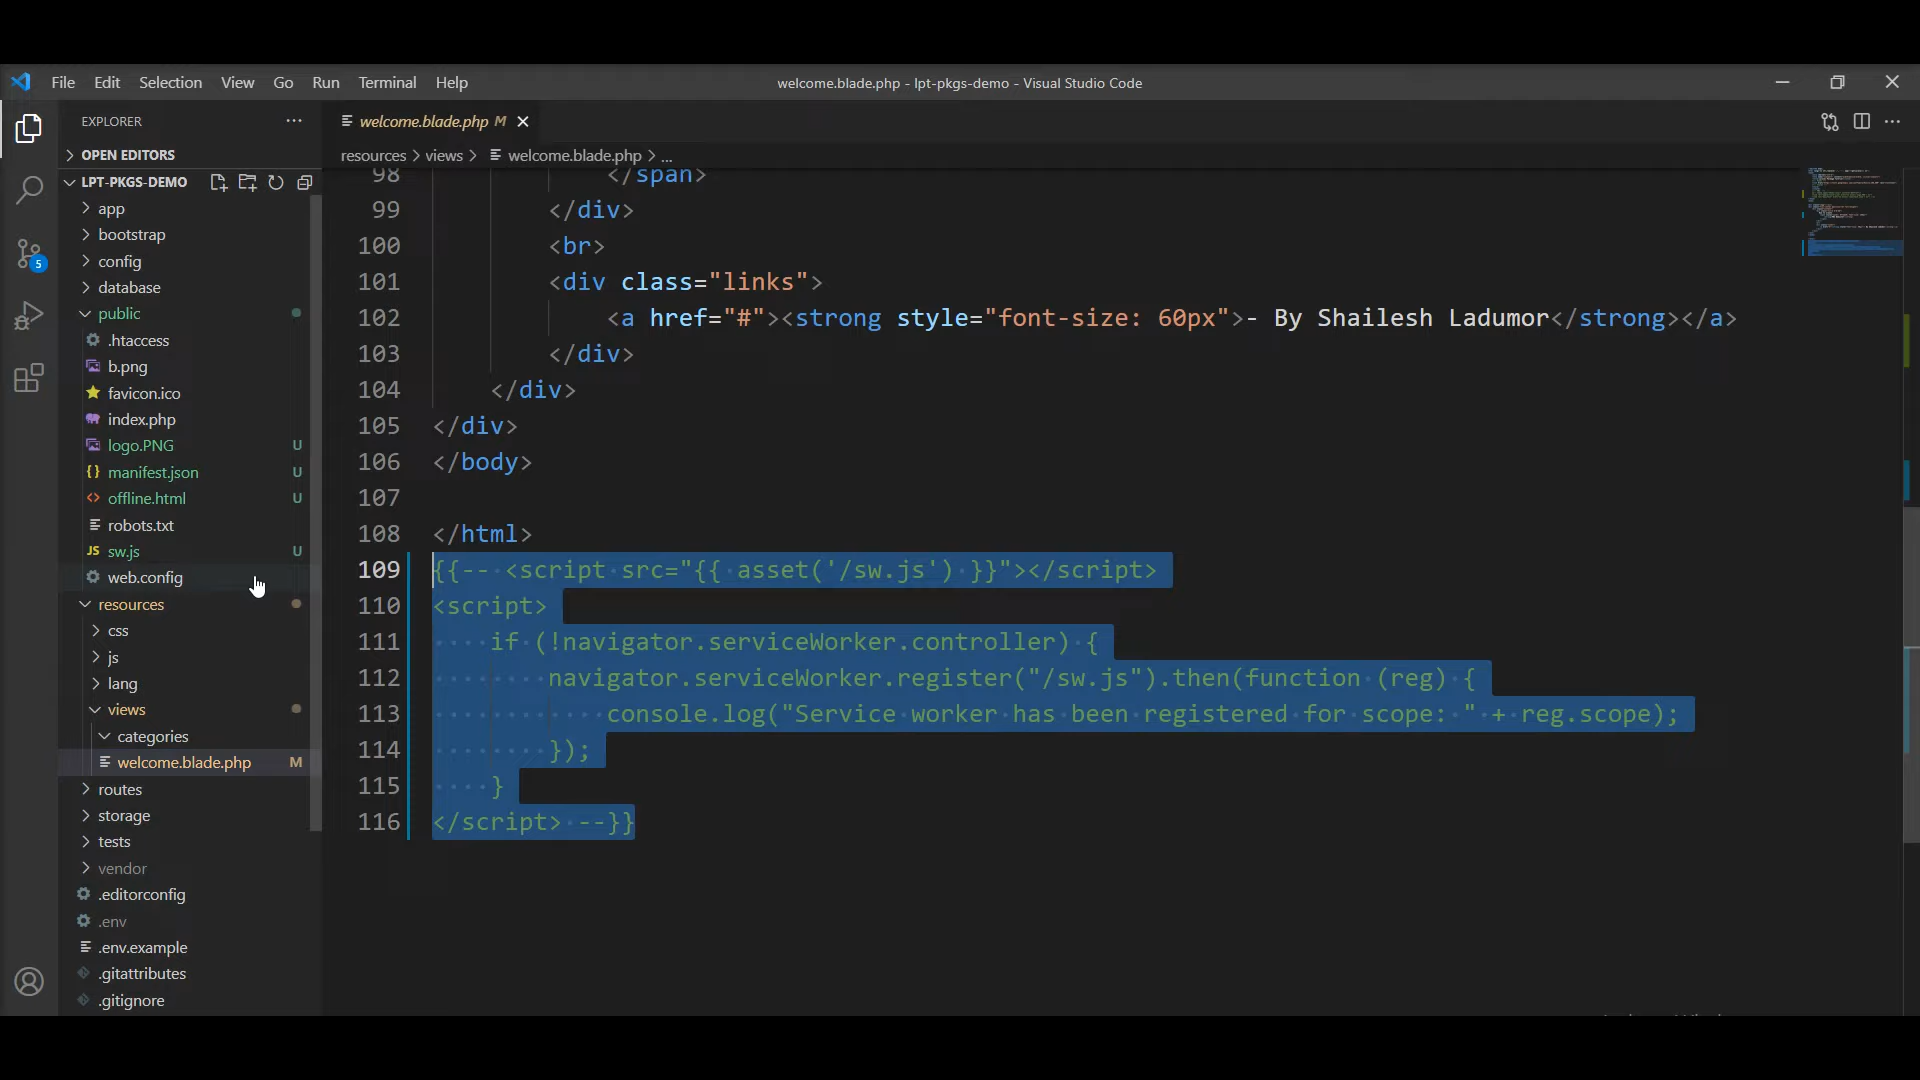 File Edit Selection View Go Run Terminal Help
welcome.blade.php - lpt-pkgs-demo - Visual Studio Code
EXPLORER
OPEN EDITORS
LPT-PKGS-DEMO
app
bootstrap
config
5
database
public
.htaccess
b.png
favicon.ico
index.php
logo.PNG U
manifest.json U
offline.html U
robots.txt
JS sw.js U
web.config
resources
css
js
lang
views
categories
welcome.blade.php M
routes
storage
tests
vendor
.editorconfig
.env
.env.example
.gitattributes
.gitignore
welcome.blade.php M
resources > views > welcome.blade.php > ...
98 </span>
99 </div>
100 <br>
101 <div class="links">
102 <a href="#"><strong style="font-size: 60px">- By Shailesh Ladumor</strong></a>
103 </div>
104 </div>
105 </div>
106 </body>
107
108 </html>
109 {{-- <script src="{{ asset('/sw.js') }}"></script>
110 <script>
111 if (!navigator.serviceWorker.controller) {
112 navigator.serviceWorker.register("/sw.js").then(function (reg) {
113 console.log("Service worker has been registered for scope: " + reg.scope);
114 });
115 }
116 </script> --}}